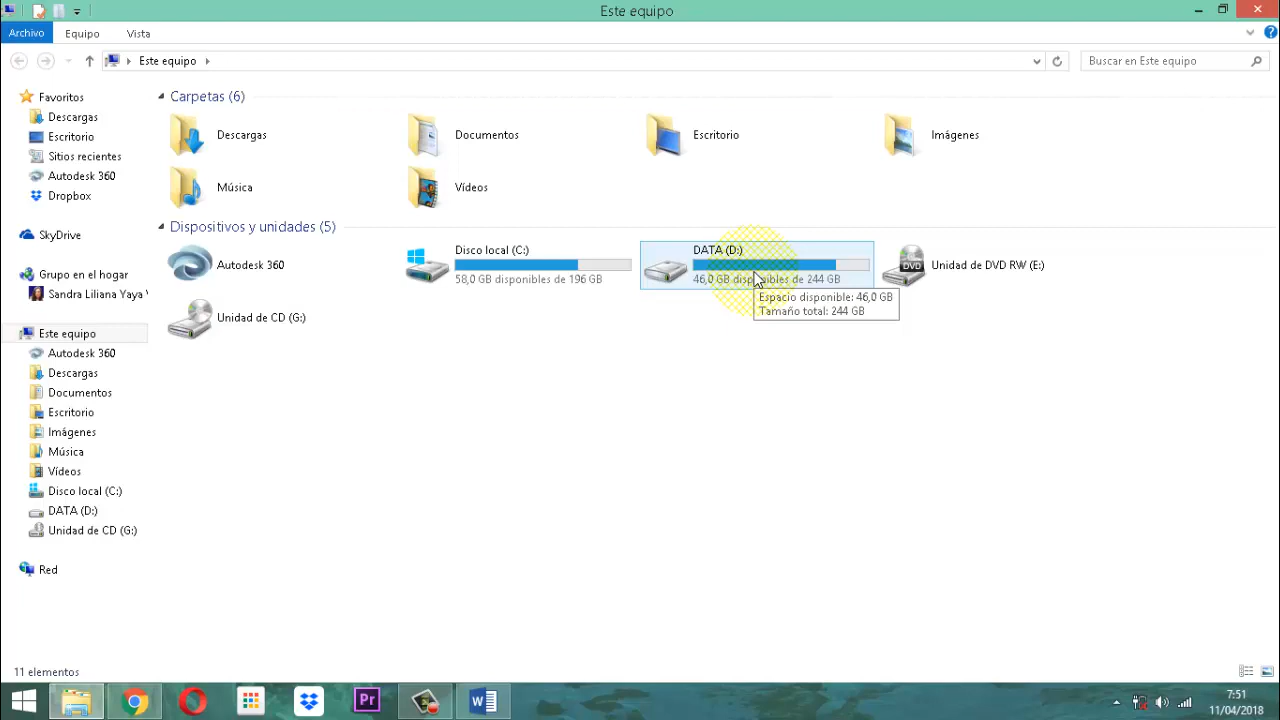 Este equipo
Archivo Equipo Vista
Este equipo
Buscar en Este equipo
Favoritos
Descargas
Escritorio
Sitios recientes
Autodesk 360
Dropbox
SkyDrive
Grupo en el hogar
Sandra Liliana Yaya
Este equipo
Autodesk 360
Descargas
Documentos
Escritorio
Imágenes
Música
Vídeos
Disco local (C:)
DATA (D:)
Unidad de CD (G:)
Red
Carpetas (6)
Descargas
Documentos
Escritorio
Imágenes
Música
Vídeos
Dispositivos y unidades (5)
Autodesk 360
Disco local (C:)
58,0 GB disponibles de 196 GB
DATA (D:)
46,0 GB disponibles de 244 GB
Espacio disponible: 46,0 GB
Tamaño total: 244 GB
DVD
Unidad de DVD RW (E:)
Unidad de CD (G:)
11 elementos
Pr
7:51
11/04/2018